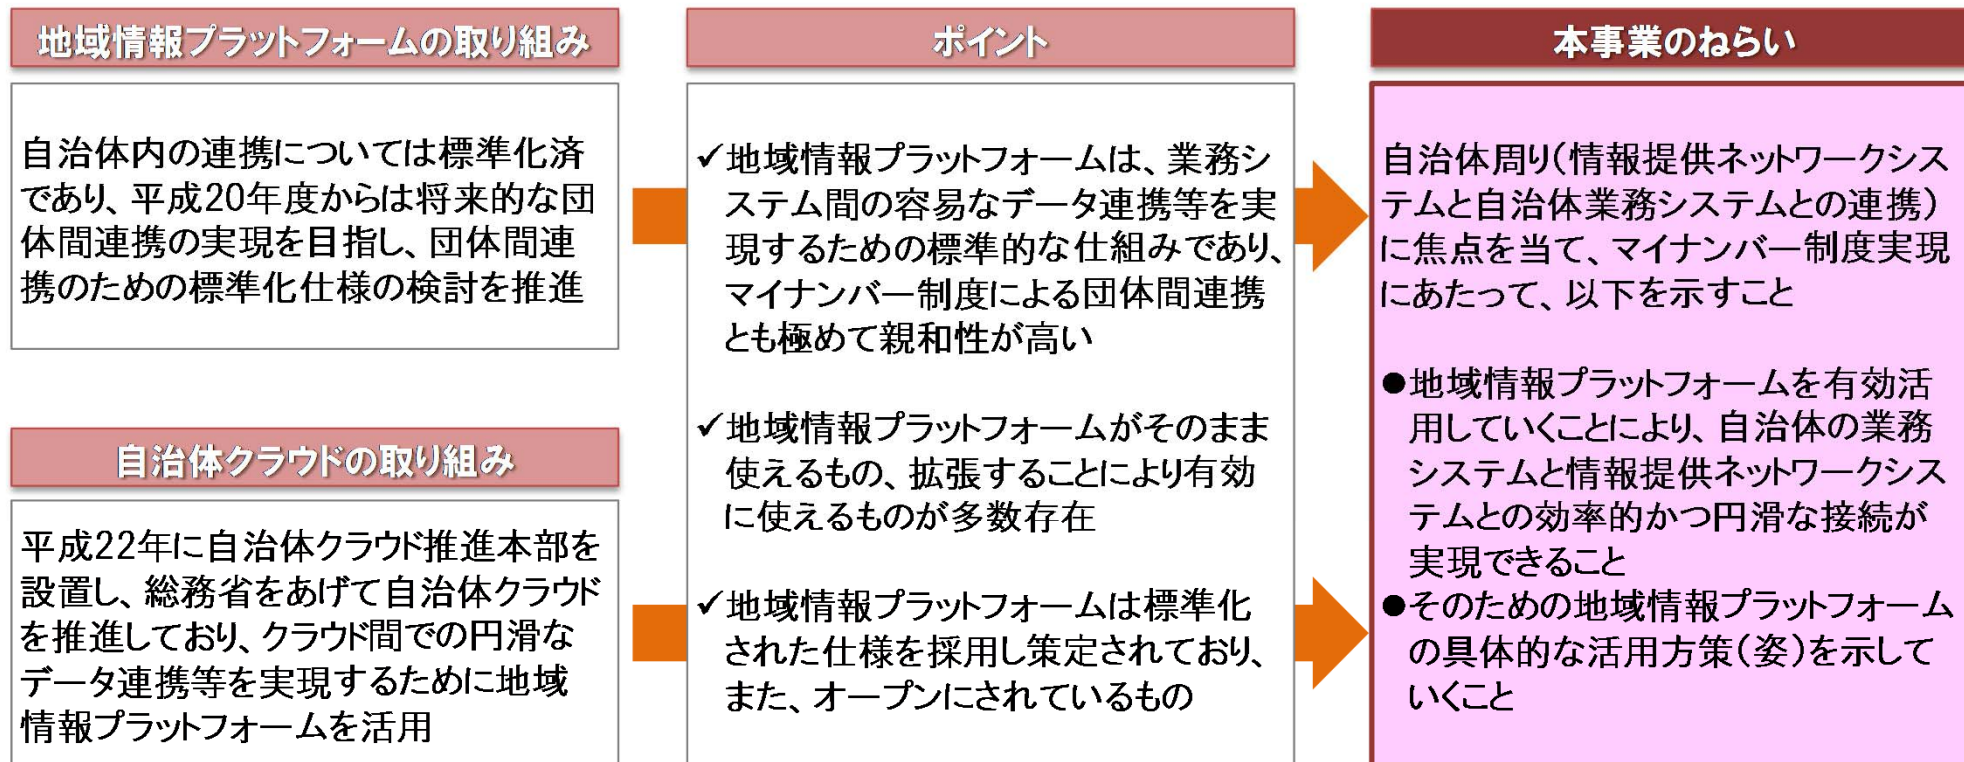 地域情報プラットフォームの取り組み
自治体内の連携については標準化済
であり、平成20年度からは将来的な団
体間連携の実現を目指し、団体間連
携のための標準化仕様の検討を推進
自治体クラウドの取り組み
平成22年に自治体クラウド推進本部を
設置し、総務省をあげて自治体クラウド
を推進しており、クラウド間での円滑な
データ連携等を実現するために地域
情報プラットフォームを活用
ポイント
✓地域情報プラットフォームは、業務シ
ステム間の容易なデータ連携等を実
現するための標準的な仕組みであり、
マイナンバー制度による団体間連携
とも極めて親和性が高い
✓地域情報プラットフォームがそのまま
使えるもの、拡張することにより有効
に使えるものが多数存在
✓地域情報プラットフォームは標準化
された仕様を採用し策定されており、
また、オープンにされているもの
本事業のねらい
自治体周り(情報提供ネットワークシス
テムと自治体業務システムとの連携)
に焦点を当て、マイナンバー制度実現
にあたって、以下を示すこと
●地域情報プラットフォームを有効活
用していくことにより、自治体の業務
システムと情報提供ネットワークシス
テムとの効率的かつ円滑な接続が
実現できること
●そのための地域情報プラットフォーム
の具体的な活用方策(姿)を示して
いくこと